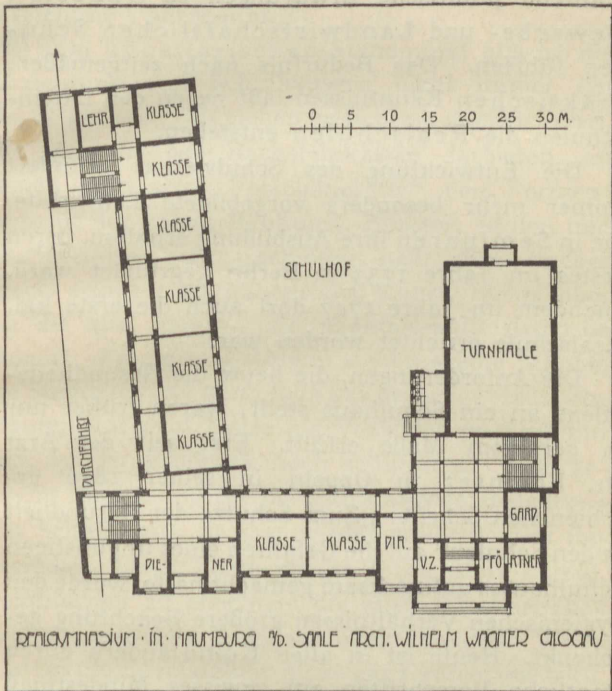 LEHR.
KLASSE
KLASSE
KLASSE
KLASSE
KLASSE
KLASSE
0 5 10 15 20 25 30 M.
SCHULHOF
TURNHALLE
DURCHFAHRT
DIE-
NER
KLASSE
KLASSE
DIR.
V.Z.
PFÖ
RTNER
GARD.
REALGYMNASIUM · IN · NAUMBURG a/D. SAALE ARCH. WILHELM WAGNER GLOGAU